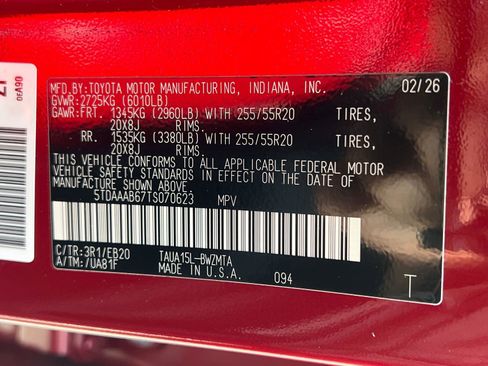 MFD.BY:TOYOTA MOTOR MANUFACTURING, INDIANA, INC. 02/26
GVWR: 2725KG (6010LB)
GAWR:FRT. 1345KG (2960LB) WITH 255/55R20 TIRES,
20X8J RIMS.
RR. 1535KG (3380LB) WITH 255/55R20 TIRES,
20X8J RIMS.
THIS VEHICLE CONFORMS TO ALL APPLICABLE FEDERAL MOTOR
VEHICLE SAFETY STANDARDS IN EFFECT ON THE DATE OF
MANUFACTURE SHOWN ABOVE.
5TDAAAB67TS070623 MPV
C/TR:3R1/EB20 TAUA15L-BWZMTA
A/TM:-/UA81F MADE IN U.S.A. 094
T
0EA90